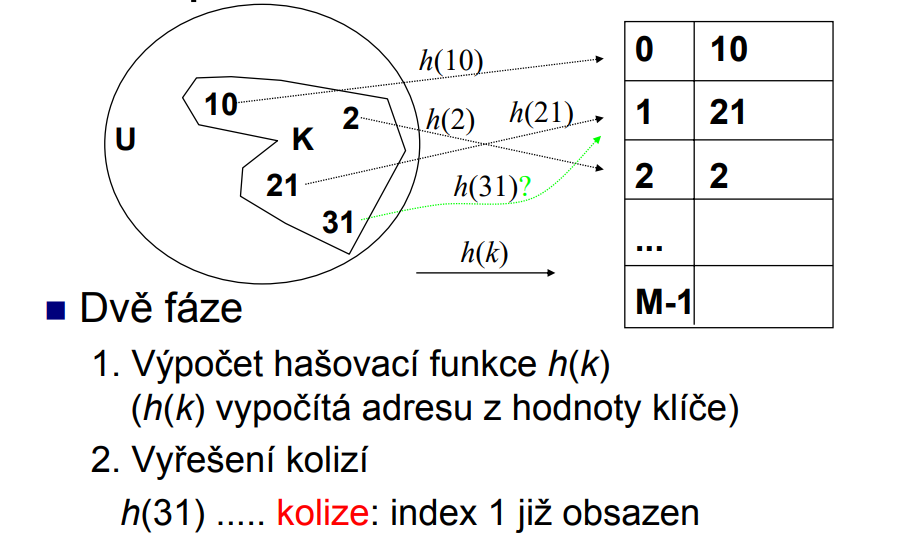 h(10)
0 10
10
2
h(2)
h(21)
1 21
U
K
21
h(31)?
2 2
31
h(k)
...
M-1
Dvě fáze
1. Výpočet hašovací funkce h(k)
(h(k) vypočítá adresu z hodnoty klíče)
2. Vyřešení kolizí
h(31) ..... kolize: index 1 již obsazen